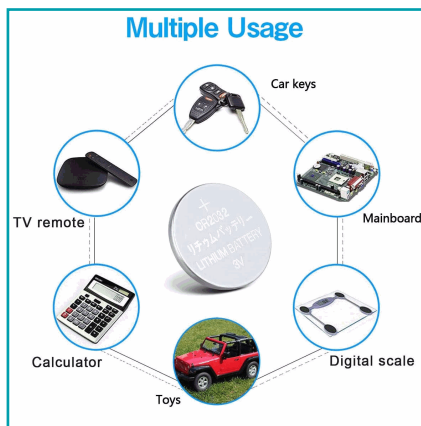 Multiple Usage
Car keys
TV remote
Mainboard
+
CR2032
リチウムバッテリー
LITHIUM BATTERY
3V
Calculator
Digital scale
Toys